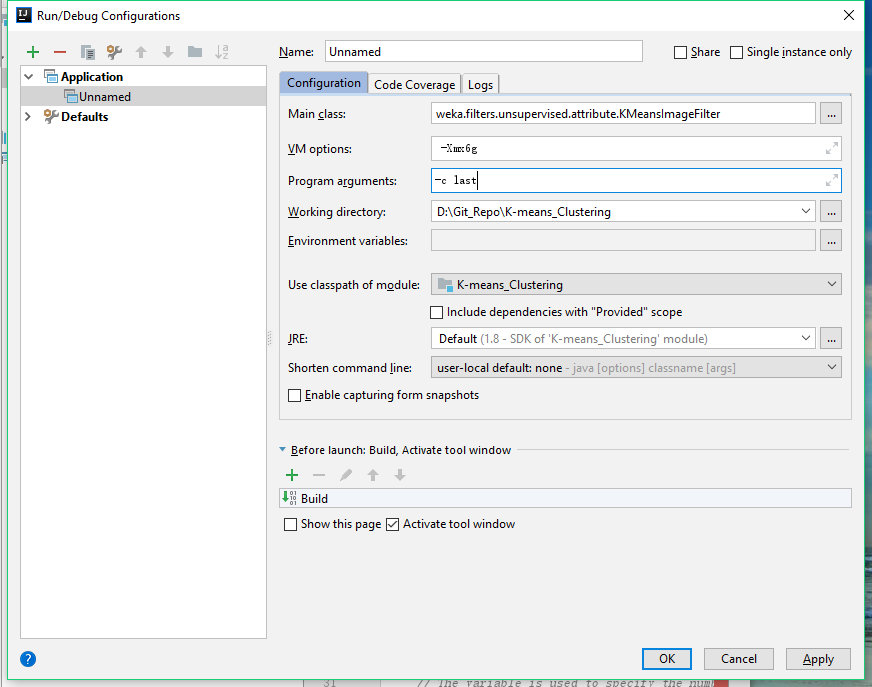 Run/Debug Configurations
Name: Unnamed Share Single instance only
Application
Unnamed
Defaults
Configuration Code Coverage Logs
Main class: weka.filters.unsupervised.attribute.KMeansImageFilter ...
VM options: -Xmx6g
Program arguments: -c last
Working directory: D:\Git_Repo\K-means_Clustering ...
Environment variables: ...
Use classpath of module: K-means_Clustering
Include dependencies with "Provided" scope
JRE: Default (1.8 - SDK of 'K-means_Clustering' module) ...
Shorten command line: user-local default: none - java [options] classname [args]
Enable capturing form snapshots
Before launch: Build, Activate tool window
Build
Show this page Activate tool window
? OK Cancel Apply
31 // The variable is used to specify the